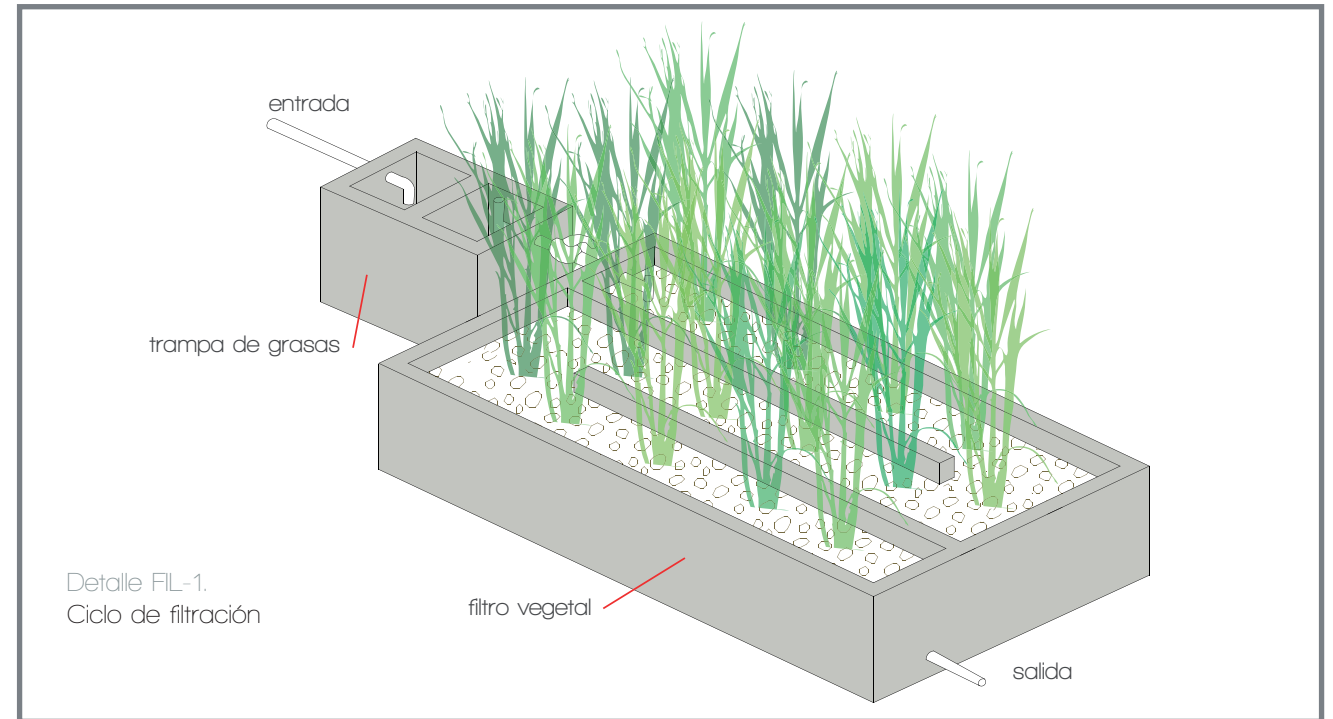 entrada
trampa de grasas
Detalle FIL-1.
Ciclo de filtración
filtro vegetal
salida